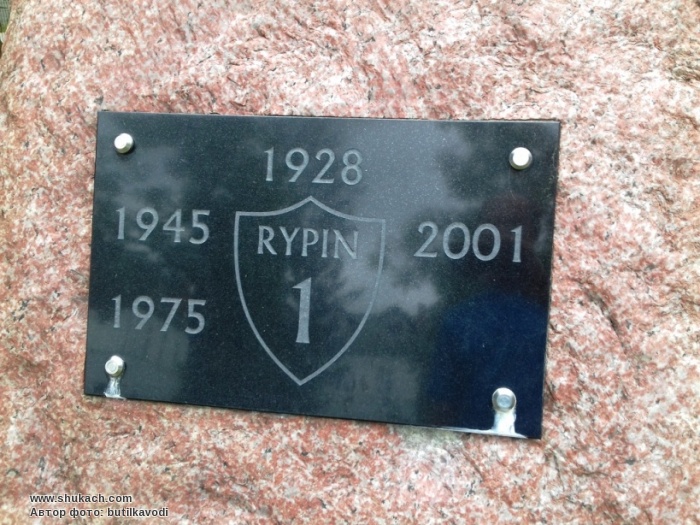 1928
1945 RYPIN 2001
1975 1
www.shukach.com
Автор фото: butilkavodi